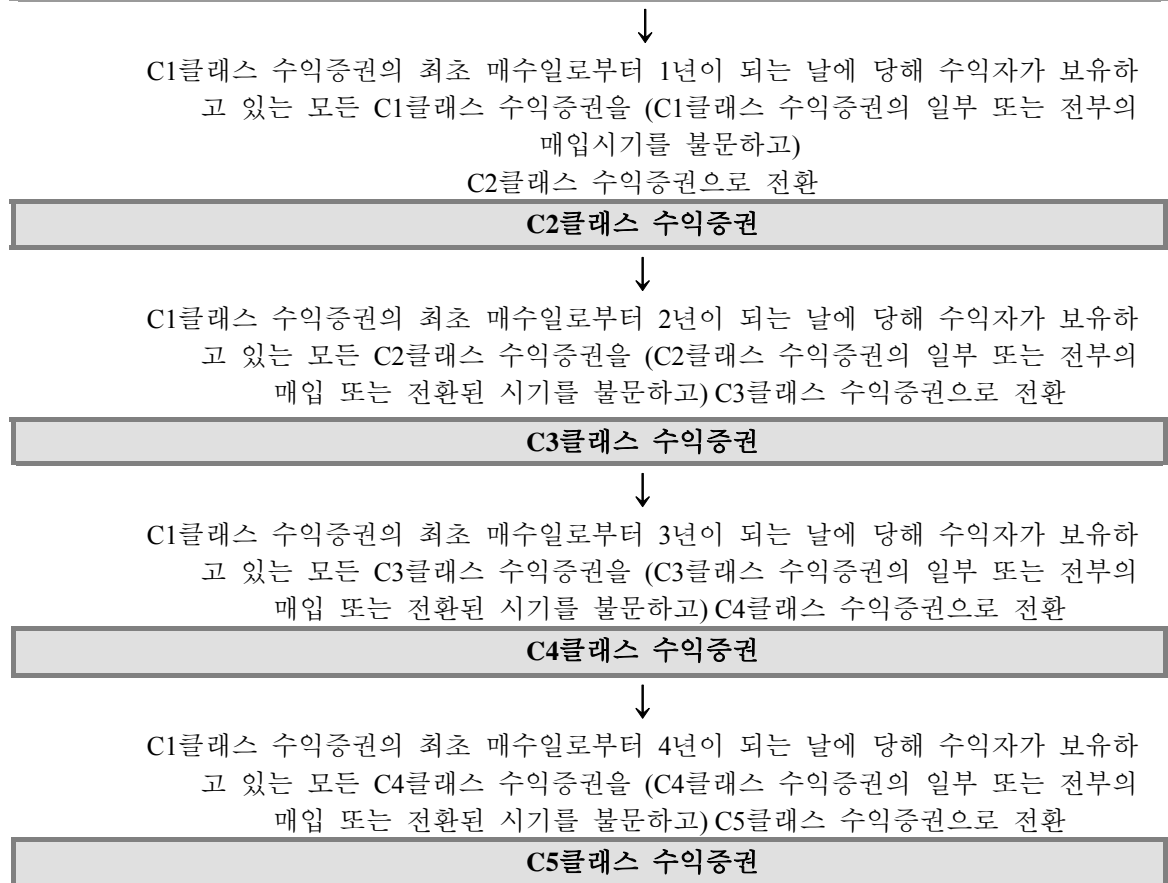 ↓
C1클래스 수익증권의 최초 매수일로부터 1년이 되는 날에 당해 수익자가 보유하
고 있는 모든 C1클래스 수익증권을 (C1클래스 수익증권의 일부 또는 전부의
매입시기를 불문하고)
C2클래스 수익증권으로 전환
C2클래스 수익증권
↓
C1클래스 수익증권의 최초 매수일로부터 2년이 되는 날에 당해 수익자가 보유하
고 있는 모든 C2클래스 수익증권을 (C2클래스 수익증권의 일부 또는 전부의
매입 또는 전환된 시기를 불문하고) C3클래스 수익증권으로 전환
C3클래스 수익증권
↓
C1클래스 수익증권의 최초 매수일로부터 3년이 되는 날에 당해 수익자가 보유하
고 있는 모든 C3클래스 수익증권을 (C3클래스 수익증권의 일부 또는 전부의
매입 또는 전환된 시기를 불문하고) C4클래스 수익증권으로 전환
C4클래스 수익증권
↓
C1클래스 수익증권의 최초 매수일로부터 4년이 되는 날에 당해 수익자가 보유하
고 있는 모든 C4클래스 수익증권을 (C4클래스 수익증권의 일부 또는 전부의
매입 또는 전환된 시기를 불문하고) C5클래스 수익증권으로 전환
C5클래스 수익증권